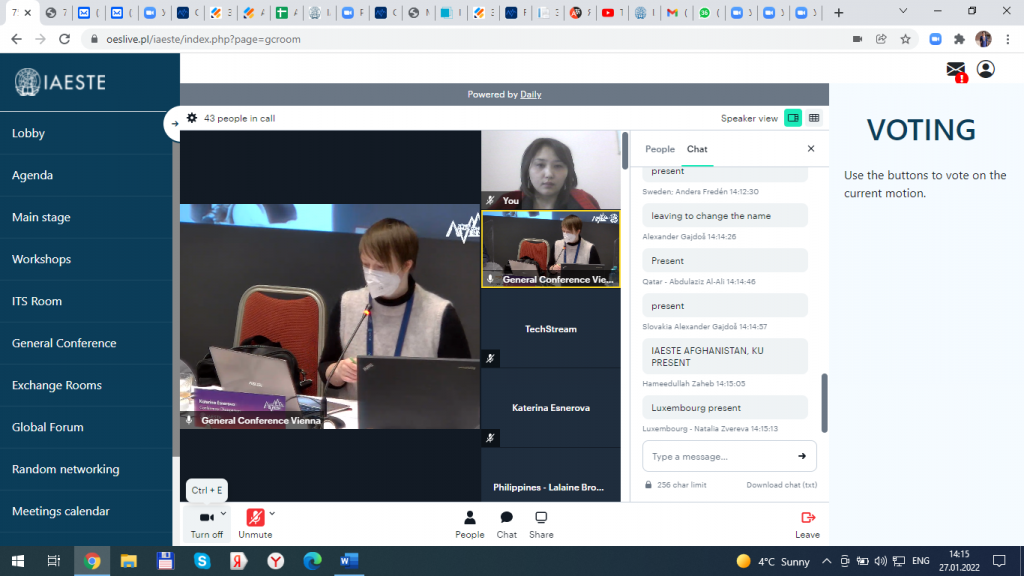 oeslive.pl/iaeste/index.php?page=gcroom
IAESTE
Lobby
Agenda
Main stage
Workshops
ITS Room
General Conference
Exchange Rooms
Global Forum
Random networking
Meetings calendar
Powered by Daily
43 people in call
Speaker view
You
General Conference Vie...
TechStream
Katerina Esnerova
Philippines - Lalaine Bro...
Katerina Esnerova
General Conference Vienna
People
Chat
present
Sweden; Anders Fredén 14:12:30
leaving to change the name
Alexander Gajdoš 14:14:26
Present
Qatar - Abdulaziz Al-Ali 14:14:46
present
Slovakia Alexander Gajdoš 14:14:57
IAESTE AFGHANISTAN, KU
PRESENT
Hameedullah Zaheb 14:15:05
Luxembourg present
Luxembourg - Natalia Zvereva 14:15:13
Type a message...
256 char limit
Download chat (txt)
VOTING
Use the buttons to vote on the
current motion.
Ctrl + E
Turn off
Unmute
People
Chat
Share
Leave
4°C Sunny
ENG
14:15
27.01.2022